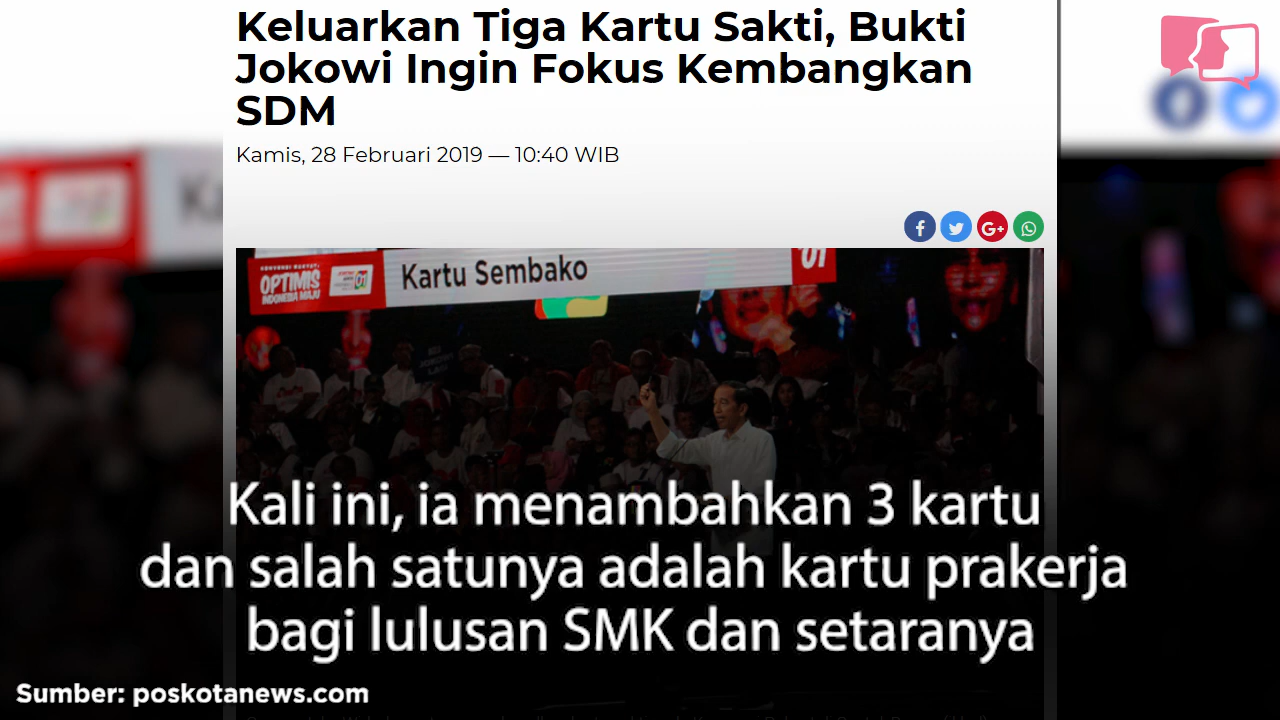 Keluarkan Tiga Kartu Sakti, Bukti
Jokowi Ingin Fokus Kembangkan
SDM
Kamis, 28 Februari 2019 — 10:40 WIB
OPTIMIS
INDONESIA MAJU
01
Kartu Sembako
01
Kali ini, ia menambahkan 3 kartu
dan salah satunya adalah kartu prakerja
bagi lulusan SMK dan setaranya
Sumber: poskotanews.com